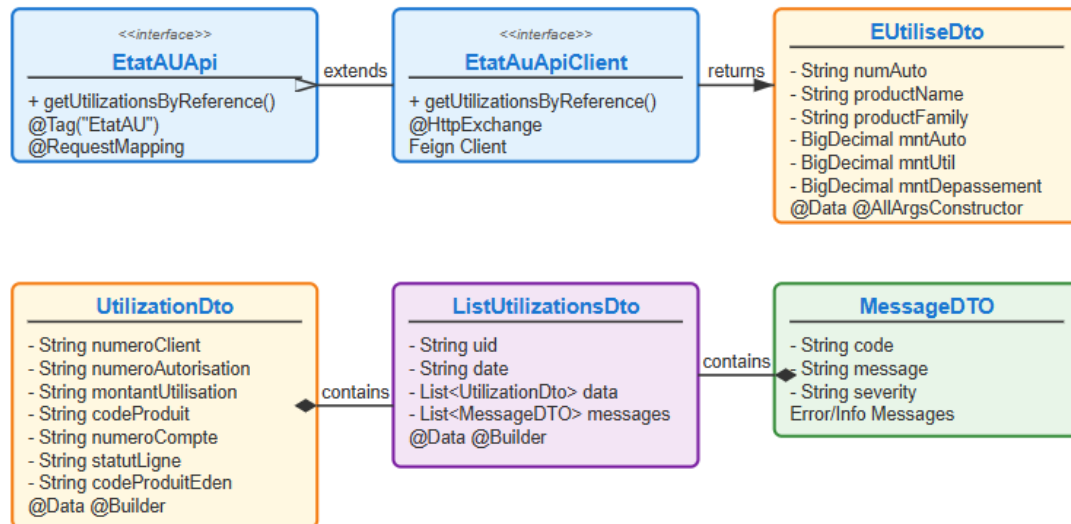 <<interface>>
EtatAUApi
+ getUtilizationsByReference()
@Tag("EtatAU")
@RequestMapping
extends
<<interface>>
EtatAuApiClient
+ getUtilizationsByReference()
@HttpExchange
Feign Client
returns
EUtiliseDto
- String numAuto
- String productName
- String productFamily
- BigDecimal mntAuto
- BigDecimal mntUtil
- BigDecimal mntDepassement
@Data @AllArgsConstructor
UtilizationDto
- String numeroClient
- String numeroAutorisation
- String montantUtilisation
- String codeProduit
- String numeroCompte
- String statutLigne
- String codeProduitEden
@Data @Builder
contains
ListUtilizationsDto
- String uid
- String date
- List<UtilizationDto> data
- List<MessageDTO> messages
@Data @Builder
contains
MessageDTO
- String code
- String message
- String severity
Error/Info Messages